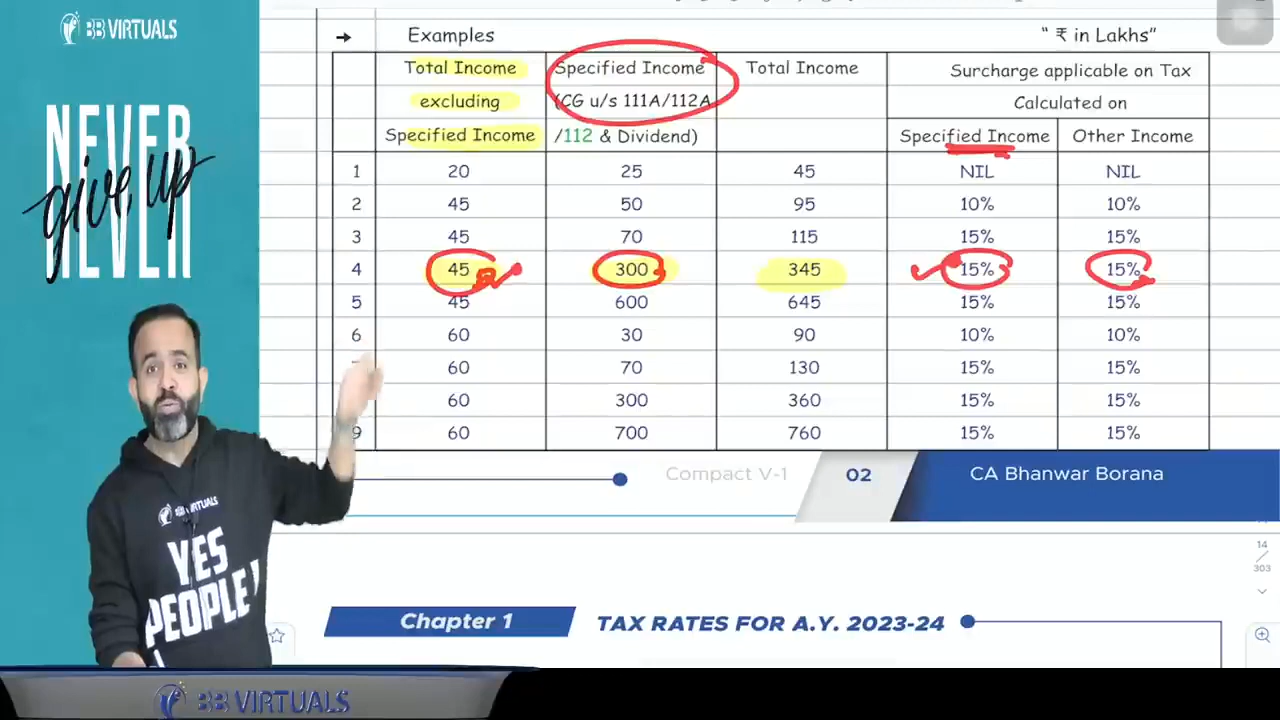 BB VIRTUALS
NEVER
give up
NEVER
→ Examples " ₹ in Lakhs"
Total Income Specified Income Total Income Surcharge applicable on Tax
excluding (CG u/s 111A/112A Calculated on
Specified Income /112 & Dividend) Specified Income Other Income
1 20 25 45 NIL NIL
2 45 50 95 10% 10%
3 45 70 115 15% 15%
4 45 300 345 15% 15%
5 45 600 645 15% 15%
6 60 30 90 10% 10%
60 70 130 15% 15%
60 300 360 15% 15%
9 60 700 760 15% 15%
Compact V-1 02 CA Bhanwar Borana
14
/
303
Chapter 1 TAX RATES FOR A.Y. 2023-24
BB VIRTUALS
YES
PEOPLE!
BB VIRTUALS